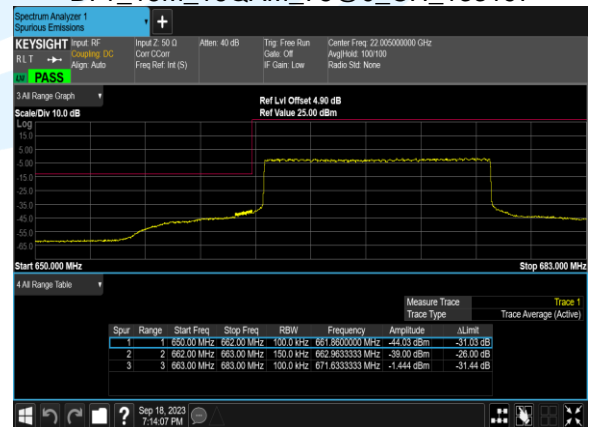 Spectrum Analyzer 1
Spurious Emissions
+
KEYSIGHT Input: RF
RLT Coupling: DC
Align: Auto
Input Z: 50 Ω
Corr CCorr
Freq Ref: Int (S)
Atten: 40 dB
Trig: Free Run
Gate: Off
IF Gain: Low
Center Freq: 22.005000000 GHz
Avg|Hold: 100/100
Radio Std: None
PASS
3 All Range Graph
Scale/Div 10.0 dB
Ref Lvl Offset 4.90 dB
Ref Value 25.00 dBm
Log
15.0
5.00
-5.00
-15.0
-25.0
-35.0
-45.0
-55.0
-65.0
Start 650.000 MHz
Stop 683.000 MHz
4 All Range Table
Measure Trace Trace 1
Trace Type Trace Average (Active)
Spur Range Start Freq Stop Freq RBW Frequency Amplitude ΔLimit
1 1 650.00 MHz 662.00 MHz 100.0 kHz 661.8600000 MHz -44.03 dBm -31.03 dB
2 2 662.00 MHz 663.00 MHz 150.0 kHz 662.9633333 MHz -39.00 dBm -26.00 dB
3 3 663.00 MHz 683.00 MHz 100.0 kHz 671.6333333 MHz -1.444 dBm -31.44 dB
?
Sep 18, 2023
7:14:07 PM